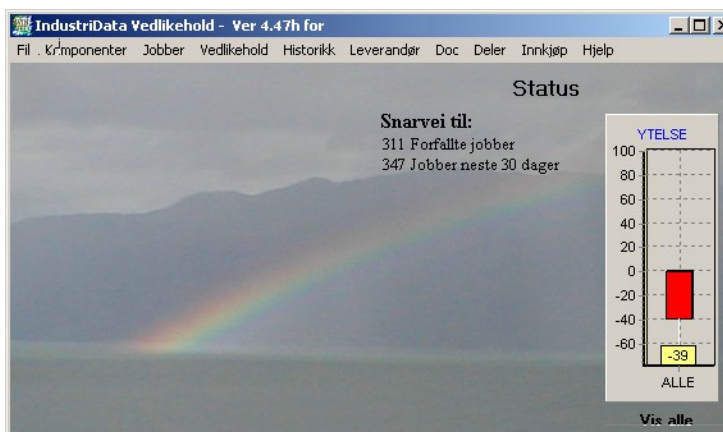 IndustriData Vedlikehold - Ver 4.47h for
Fil Komponenter Jobber Vedlikehold Historikk Leverandør Doc Deler Innkjøp Hjelp
Status
Snarvei til:
311 Forfallte jobber
347 Jobber neste 30 dager
YTELSE
100
80
60
40
20
0
-20
-40
-60
-39
ALLE
Vis alle